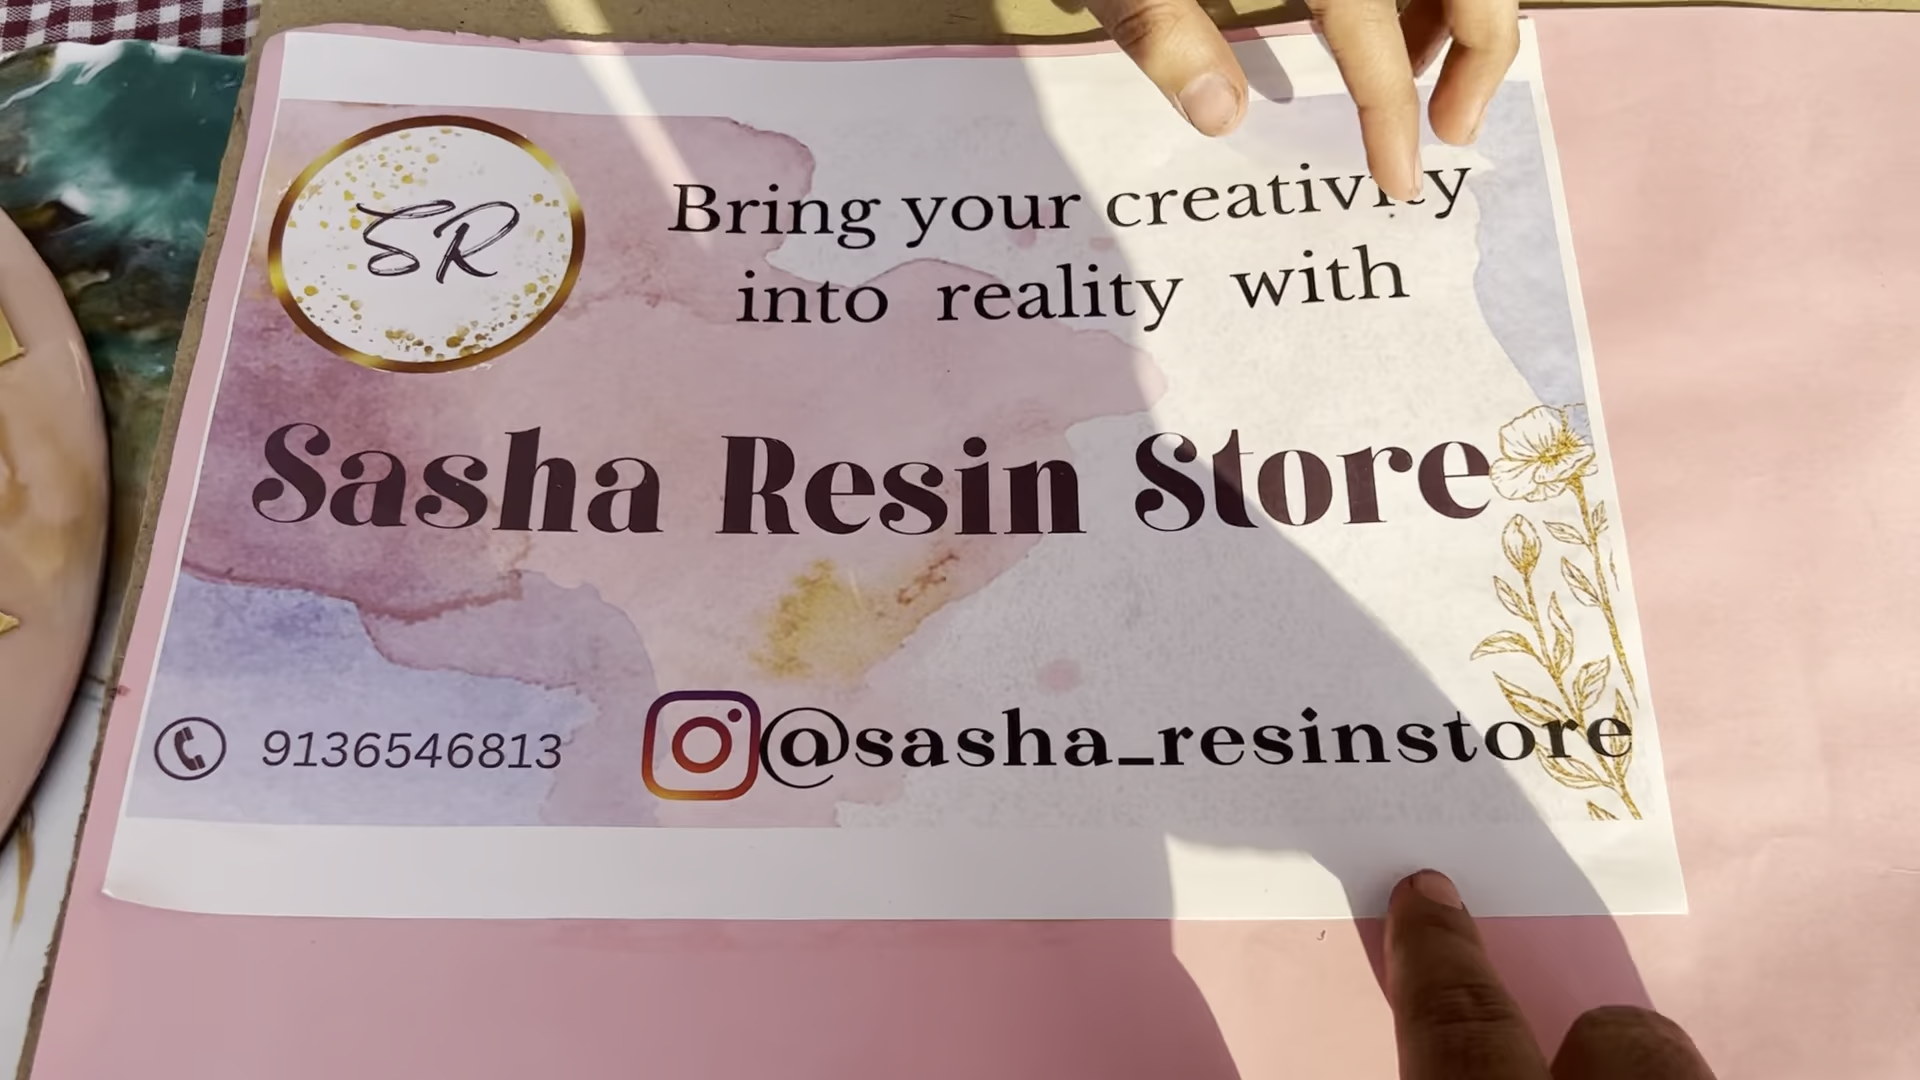 SR
Bring your creativity
into reality with
Sasha Resin Store
9136546813
@sasha_resinstore